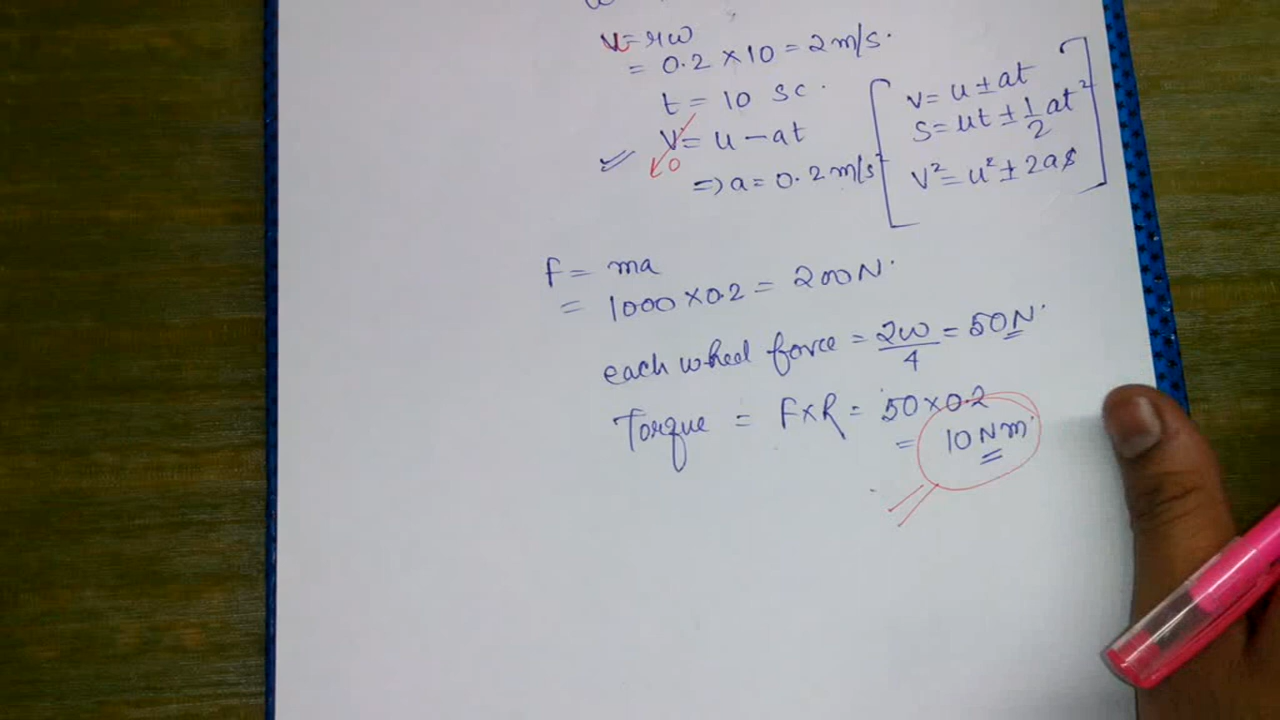 V=rω
= 0.2 × 10 = 2 m/s.
t = 10 sc.
V = u − at
0
⇒ a = 0.2 m/s²
V = u ± at
S = ut ± 1/2 at²
V² = u² ± 2as
F = ma
= 1000 × 0.2 = 200 N.
each wheel force = 200/4 = 50 N.
Torque = F×R = 50 × 0.2
= 10 Nm.